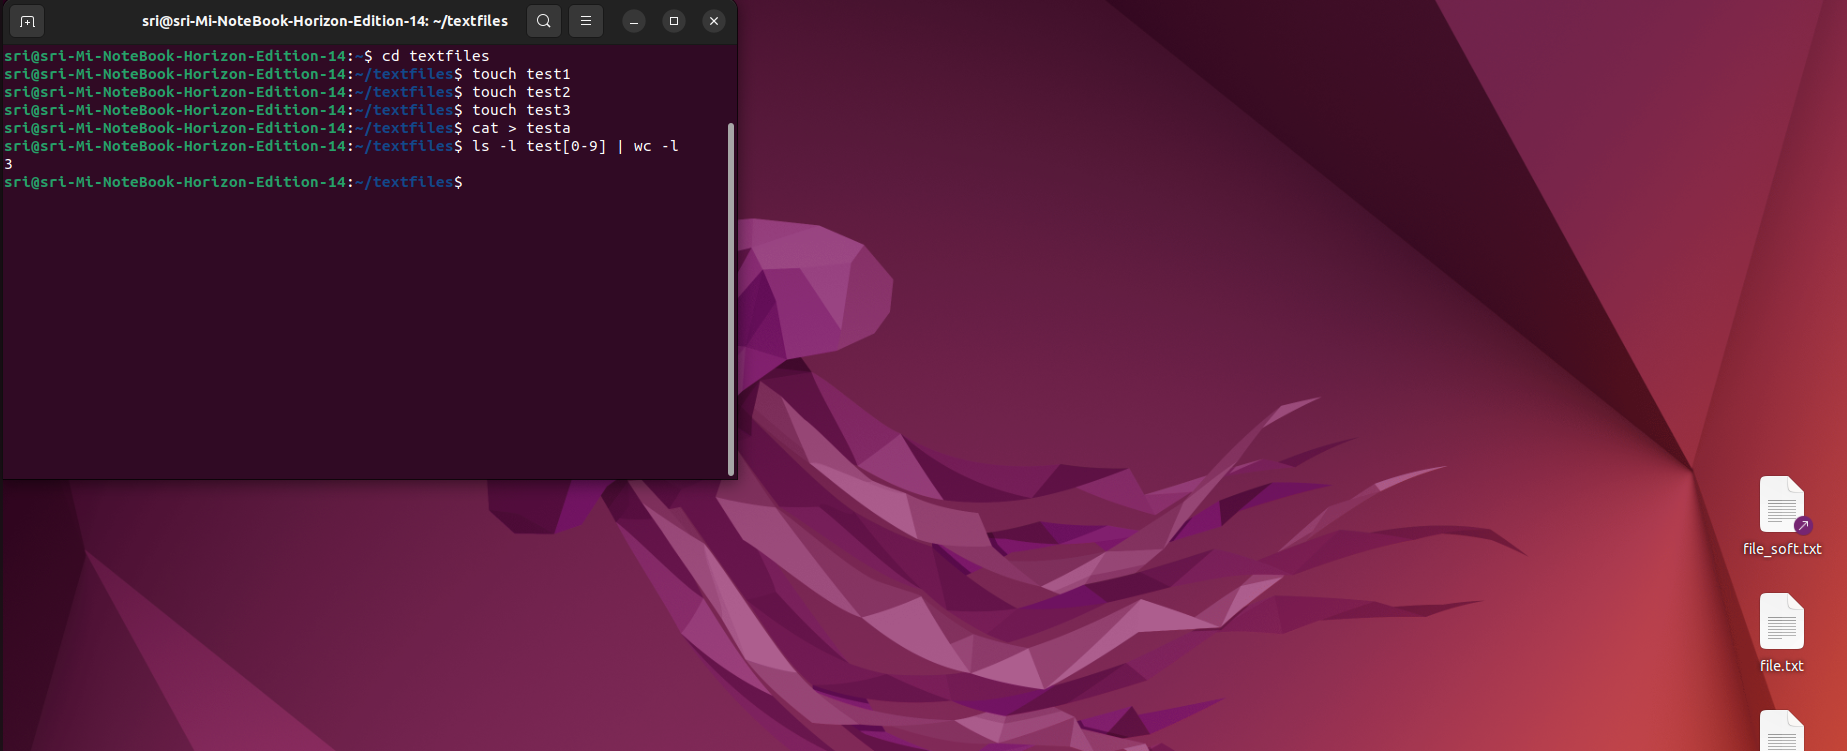 sri@sri-Mi-NoteBook-Horizon-Edition-14: ~/textfiles
sri@sri-Mi-NoteBook-Horizon-Edition-14:~$ cd textfiles
sri@sri-Mi-NoteBook-Horizon-Edition-14:~/textfiles$ touch test1
sri@sri-Mi-NoteBook-Horizon-Edition-14:~/textfiles$ touch test2
sri@sri-Mi-NoteBook-Horizon-Edition-14:~/textfiles$ touch test3
sri@sri-Mi-NoteBook-Horizon-Edition-14:~/textfiles$ cat > testa
sri@sri-Mi-NoteBook-Horizon-Edition-14:~/textfiles$ ls -l test[0-9] | wc -l
3
sri@sri-Mi-NoteBook-Horizon-Edition-14:~/textfiles$
file_soft.txt
file.txt